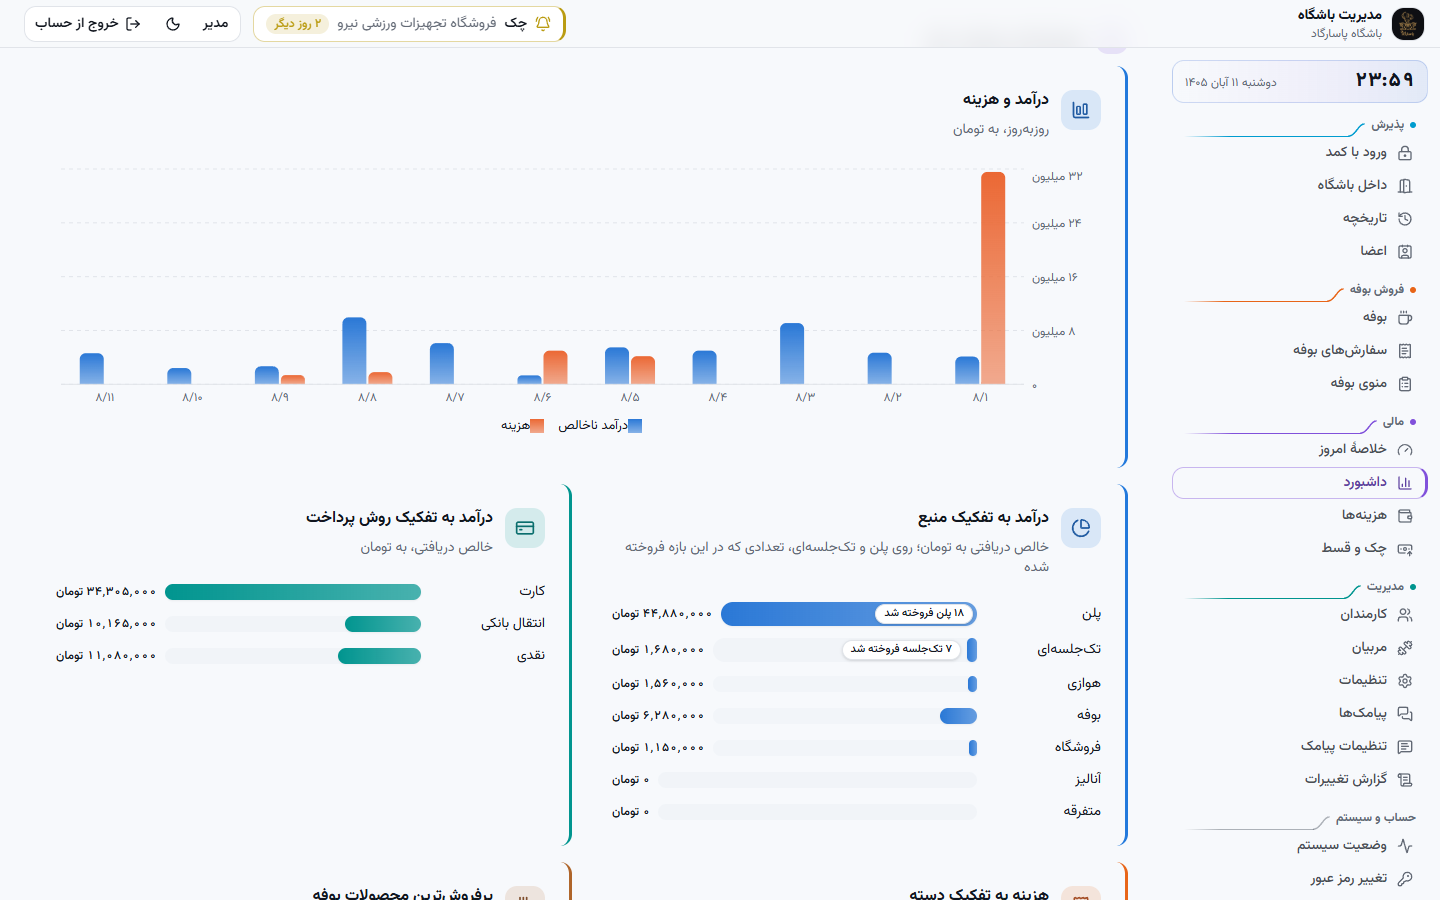 مدیریت باشگاه
باشگاه پاسارگاد
چک فروشگاه تجهیزات ورزشی نیرو ۲ روز دیگر
مدیر
خروج از حساب
۲۳:۵۹
دوشنبه ۱۱ آبان ۱۴۰۵
پذیرش
ورود با کمد
داخل باشگاه
تاریخچه
اعضا
فروش بوفه
بوفه
سفارش‌های بوفه
منوی بوفه
مالی
خلاصهٔ امروز
داشبورد
هزینه‌ها
چک و قسط
مدیریت
کارمندان
مربیان
تنظیمات
پیامک‌ها
تنظیمات پیامک
گزارش تغییرات
حساب و سیستم
وضعیت سیستم
تغییر رمز عبور
درآمد و هزینه
روزبه‌روز، به تومان
۳۲ میلیون
۲۴ میلیون
۱۶ میلیون
۸ میلیون
۰
۸/۱ ۸/۲ ۸/۳ ۸/۴ ۸/۵ ۸/۶ ۸/۷ ۸/۸ ۸/۹ ۸/۱۰ ۸/۱۱
درآمد ناخالص هزینه
درآمد به تفکیک منبع
خالص دریافتی به تومان؛ روی پلن و تک‌جلسه‌ای، تعدادی که در این بازه فروخته
شده
پلن ۱۸ پلن فروخته شد ۴۴,۸۸۰,۰۰۰ تومان
تک‌جلسه‌ای ۷ تک‌جلسه فروخته شد ۱,۶۸۰,۰۰۰ تومان
هوازی ۱,۵۶۰,۰۰۰ تومان
بوفه ۶,۲۸۰,۰۰۰ تومان
فروشگاه ۱,۱۵۰,۰۰۰ تومان
آنالیز ۰ تومان
متفرقه ۰ تومان
درآمد به تفکیک روش پرداخت
خالص دریافتی، به تومان
کارت ۳۴,۳۰۵,۰۰۰ تومان
انتقال بانکی ۱۰,۱۶۵,۰۰۰ تومان
نقدی ۱۱,۰۸۰,۰۰۰ تومان
هزینه به تفکیک دسته
پرفروش‌ترین محصولات بوفه